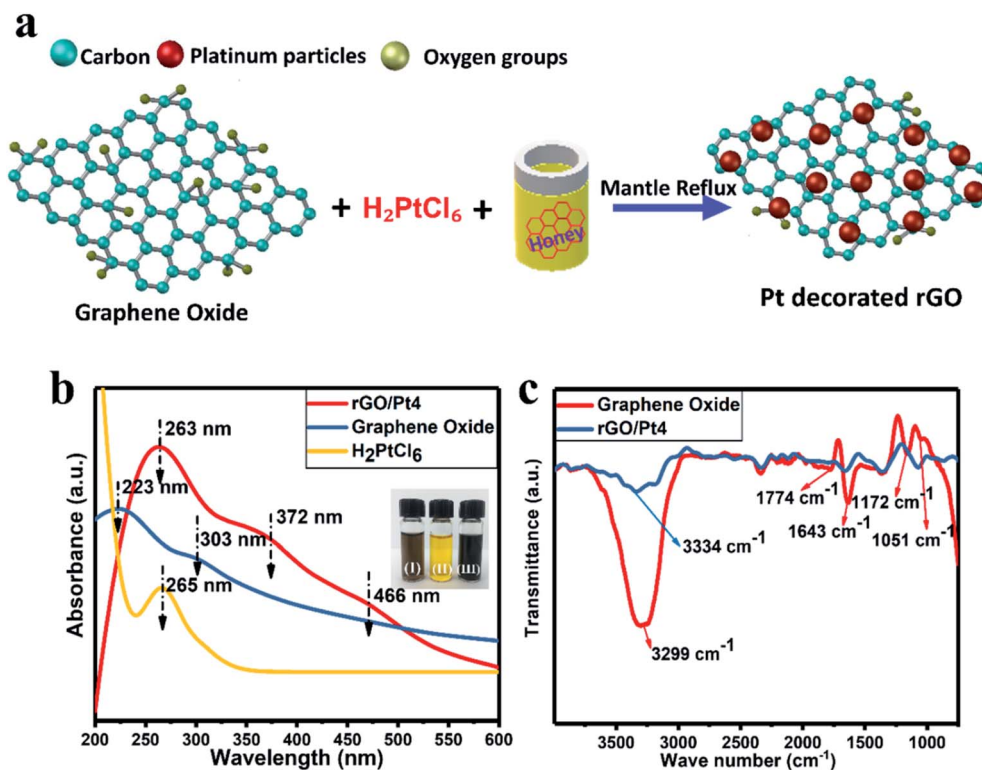 a
Carbon Platinum particles Oxygen groups
+ H₂PtCl₆ +
Honey
Mantle Reflux
Graphene Oxide
Pt decorated rGO
b
rGO/Pt4
Graphene Oxide
H₂PtCl₆
263 nm
223 nm
303 nm
372 nm
265 nm
466 nm
(I) (II) (III)
Absorbance (a.u.)
200 250 300 350 400 450 500 550 600
Wavelength (nm)
c
Graphene Oxide
rGO/Pt4
1774 cm⁻¹
1172 cm⁻¹
1643 cm⁻¹
1051 cm⁻¹
3334 cm⁻¹
3299 cm⁻¹
Transmittance (a.u.)
3500 3000 2500 2000 1500 1000
Wave number (cm⁻¹)